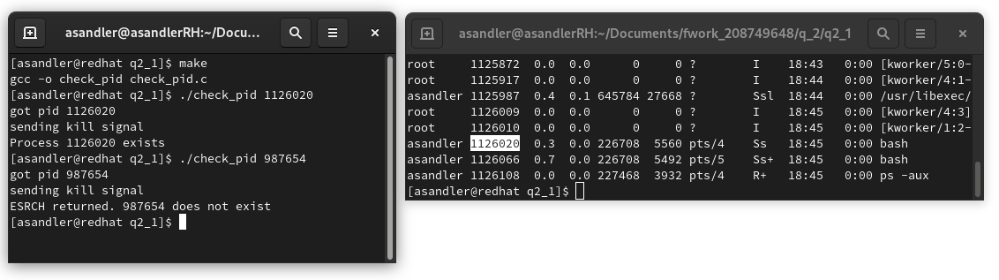 asandler@asandlerRH:~/Docu...
[asandler@redhat q2_1]$ make
gcc -o check_pid check_pid.c
[asandler@redhat q2_1]$ ./check_pid 1126020
got pid 1126020
sending kill signal
Process 1126020 exists
[asandler@redhat q2_1]$ ./check_pid 987654
got pid 987654
sending kill signal
ESRCH returned. 987654 does not exist
[asandler@redhat q2_1]$
asandler@asandlerRH:~/Documents/fwork_208749648/q_2/q2_1
root     1125872  0.0  0.0      0     0 ?        I    18:43   0:00 [kworker/5:0-
root     1125917  0.0  0.0      0     0 ?        I    18:44   0:00 [kworker/4:1-
asandler 1125987  0.4  0.1 645784 27668 ?        Ssl  18:44   0:00 /usr/libexec/
root     1126009  0.0  0.0      0     0 ?        I    18:45   0:00 [kworker/4:3]
root     1126010  0.0  0.0      0     0 ?        I    18:45   0:00 [kworker/1:2-
asandler 1126020  0.3  0.0 226708  5560 pts/4    Ss   18:45   0:00 bash
asandler 1126066  0.7  0.0 226708  5492 pts/5    Ss+  18:45   0:00 bash
asandler 1126108  0.0  0.0 227468  3932 pts/4    R+   18:45   0:00 ps -aux
[asandler@redhat q2_1]$